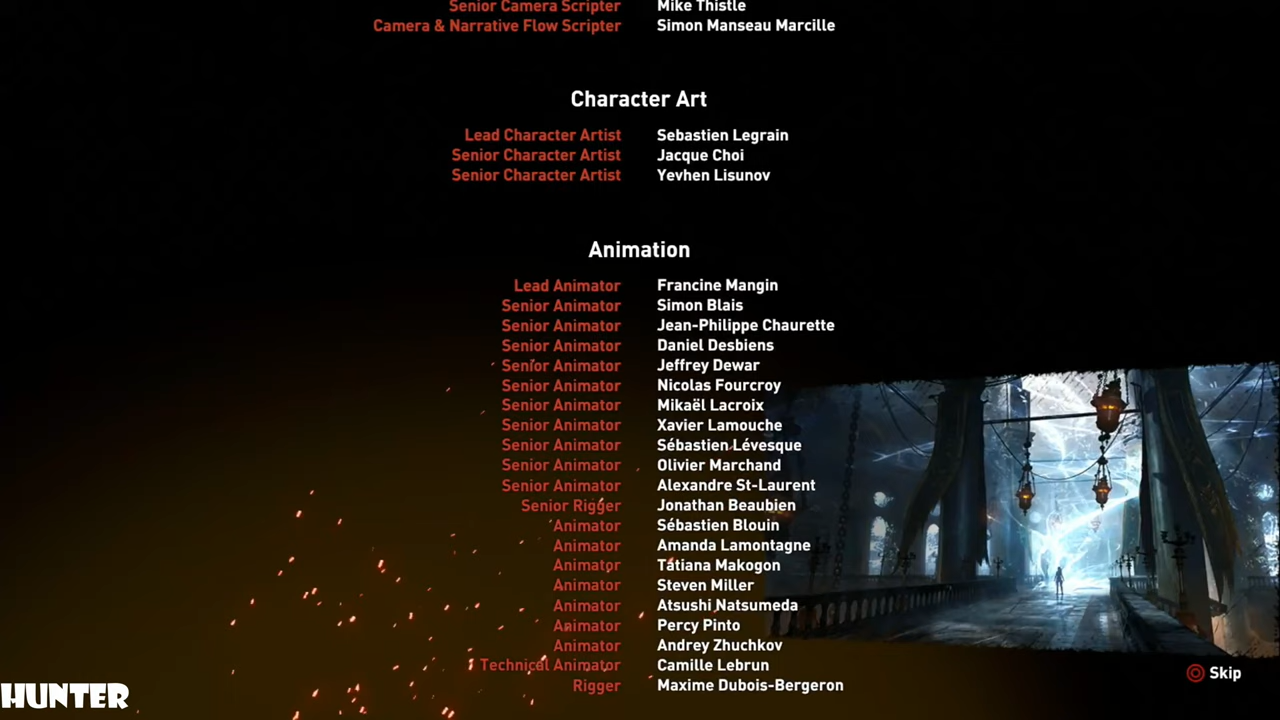 Senior Camera Scripter Mike Thistle
Camera & Narrative Flow Scripter Simon Manseau Marcille
Character Art
Lead Character Artist Sebastien Legrain
Senior Character Artist Jacque Choi
Senior Character Artist Yevhen Lisunov
Animation
Lead Animator Francine Mangin
Senior Animator Simon Blais
Senior Animator Jean-Philippe Chaurette
Senior Animator Daniel Desbiens
Senior Animator Jeffrey Dewar
Senior Animator Nicolas Fourcroy
Senior Animator Mikaël Lacroix
Senior Animator Xavier Lamouche
Senior Animator Sébastien Lévesque
Senior Animator Olivier Marchand
Senior Animator Alexandre St-Laurent
Senior Rigger Jonathan Beaubien
Animator Sébastien Blouin
Animator Amanda Lamontagne
Animator Tatiana Makogon
Animator Steven Miller
Animator Atsushi Natsumeda
Animator Percy Pinto
Animator Andrey Zhuchkov
Technical Animator Camille Lebrun
Rigger Maxime Dubois-Bergeron
Skip
HUNTER